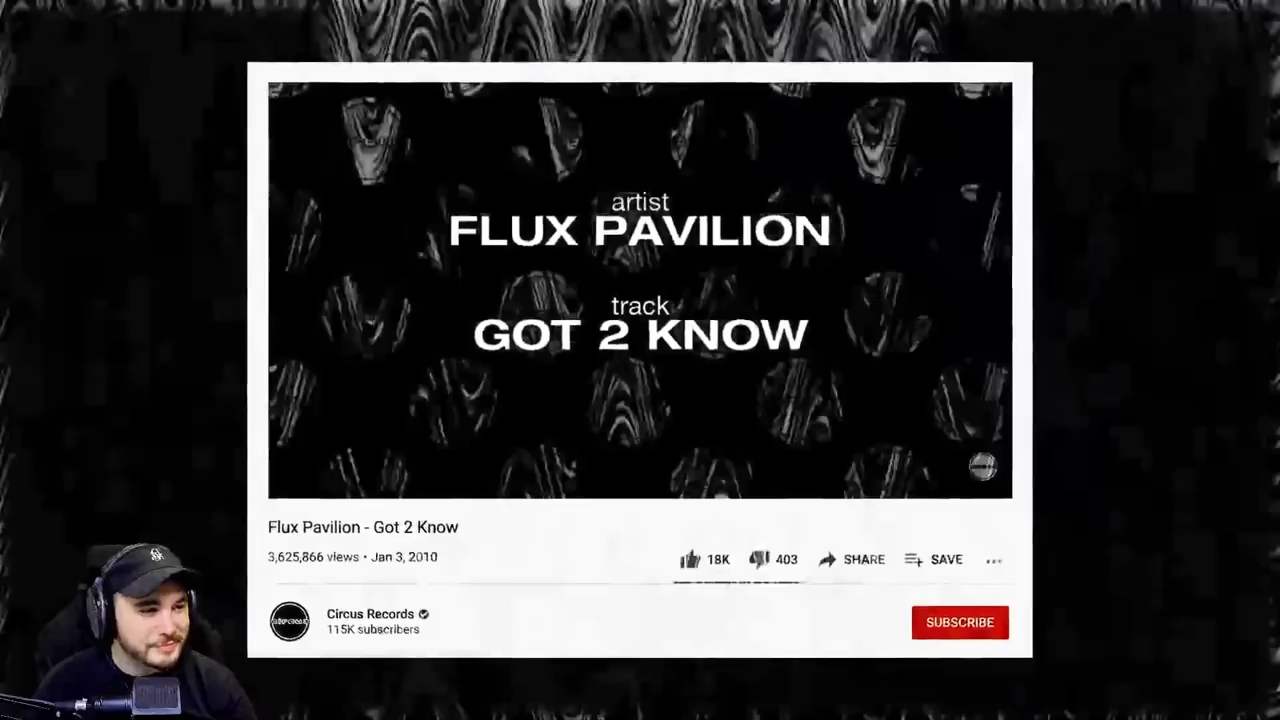 artist
FLUX PAVILION
track
GOT 2 KNOW
Flux Pavilion - Got 2 Know
3,625,866 views • Jan 3, 2010
18K
403
SHARE
SAVE
Circus Records
115K subscribers
SUBSCRIBE